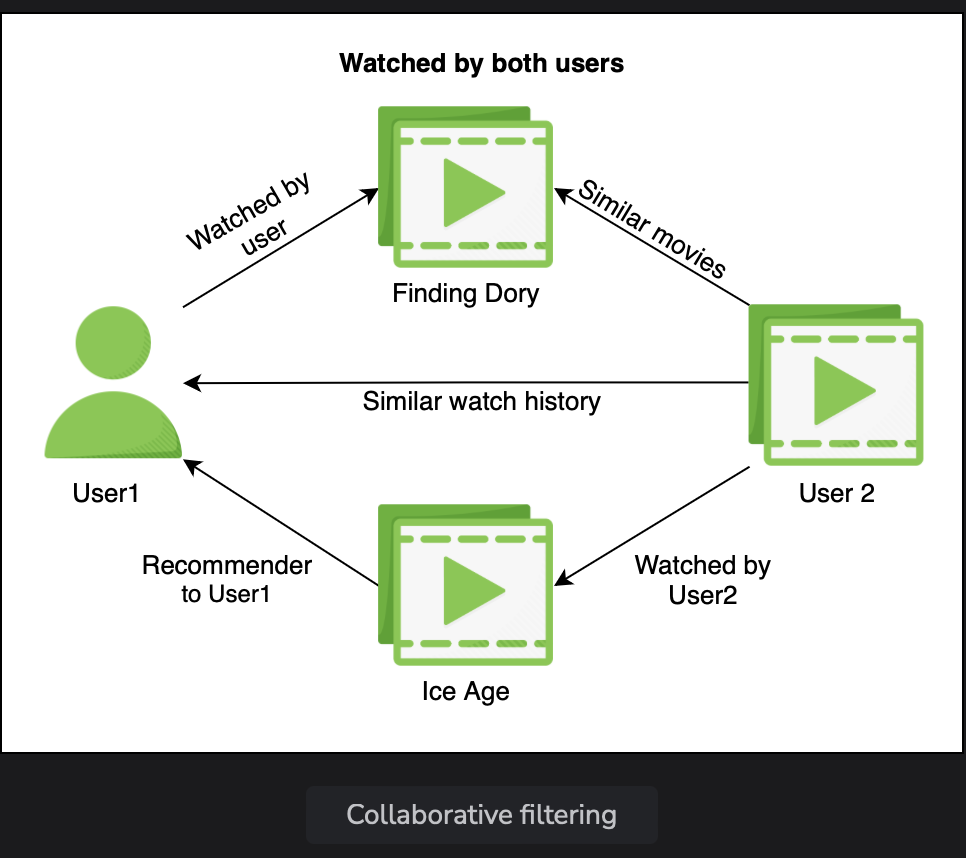 Watched by both users
Watched by
user
Similar movies
Finding Dory
Similar watch history
User1
User 2
Recommender
to User1
Watched by
User2
Ice Age
Collaborative filtering